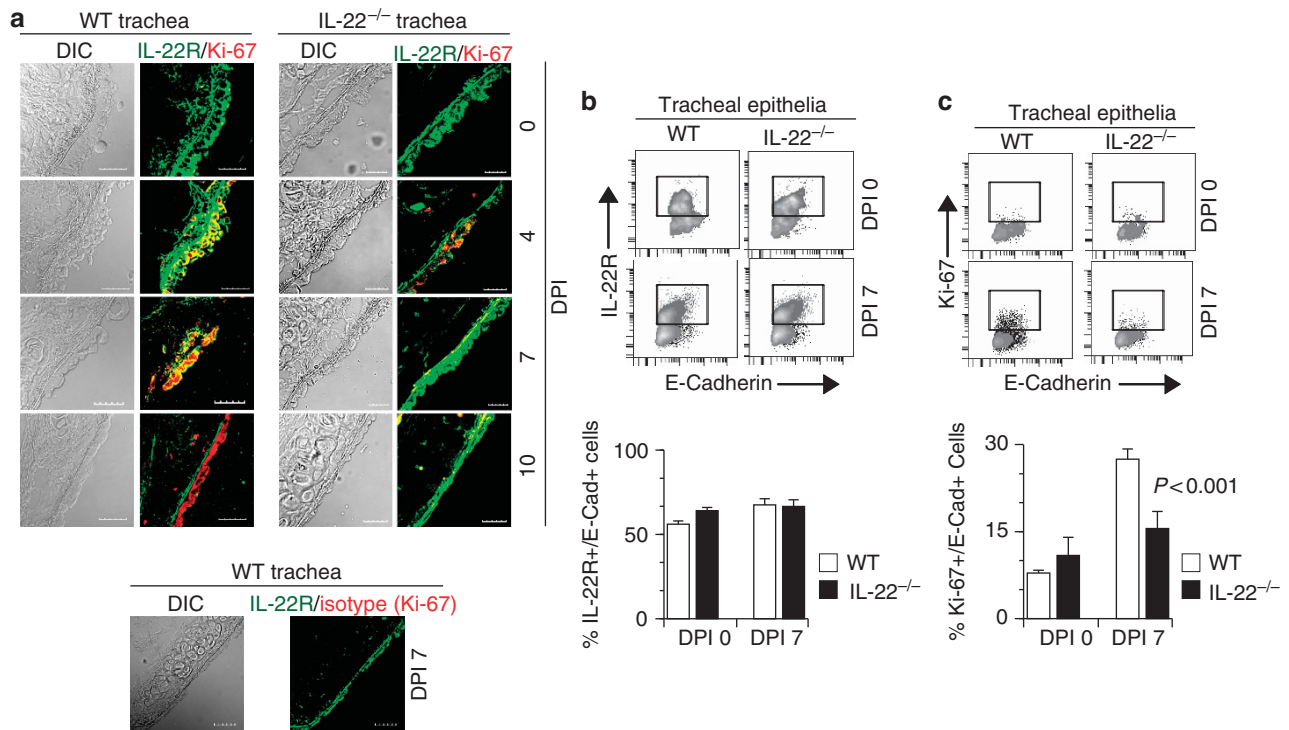 a
WT trachea
IL-22−/− trachea
DIC
IL-22R/Ki-67
DIC
IL-22R/Ki-67
0
4
7
10
DPI
WT trachea
DIC
IL-22R/isotype (Ki-67)
DPI 7
b
Tracheal epithelia
WT
IL-22−/−
DPI 0
DPI 7
IL-22R
E-Cadherin
100
50
0
% IL-22R+/E-Cad+ cells
DPI 0
DPI 7
WT
IL-22−/−
c
Tracheal epithelia
WT
IL-22−/−
DPI 0
DPI 7
Ki-67
E-Cadherin
30
15
0
% Ki-67+/E-Cad+ Cells
P<0.001
DPI 0
DPI 7
WT
IL-22−/−